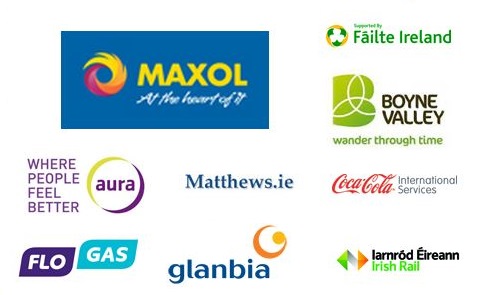 Supported By
Fáilte Ireland
MAXOL
At the heart of it
BOYNE
VALLEY
wander through time
WHERE
PEOPLE
FEEL
BETTER
aura
Matthews.ie
Coca-Cola
International
Services
FLO GAS
glanbia
Iarnród Éireann
Irish Rail